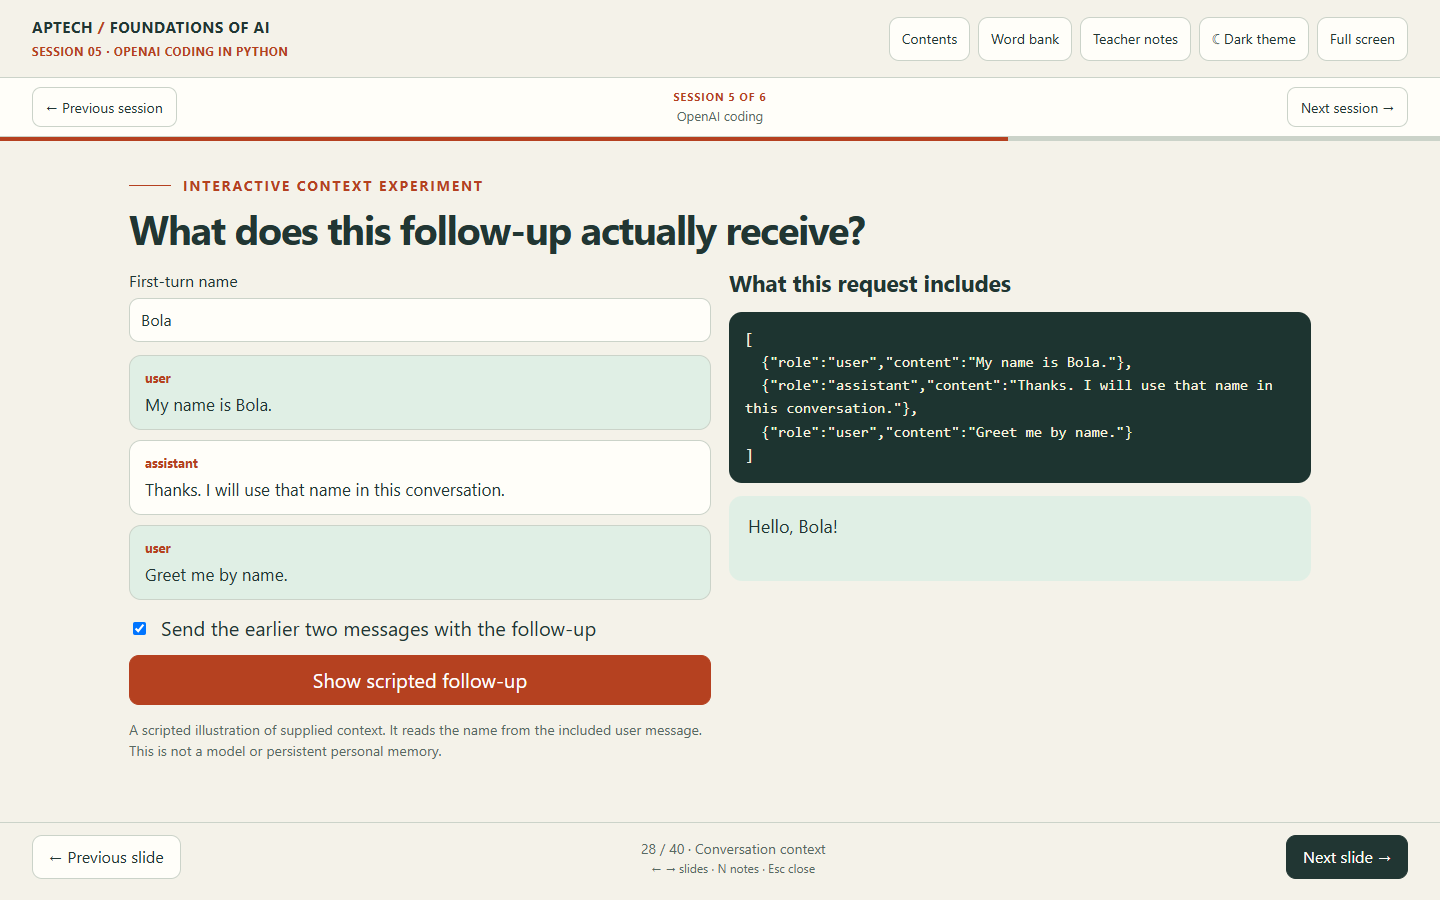 APTECH / FOUNDATIONS OF AI
SESSION 05 · OPENAI CODING IN PYTHON
Contents
Word bank
Teacher notes
☾ Dark theme
Full screen
← Previous session
SESSION 5 OF 6
OpenAI coding
Next session →
INTERACTIVE CONTEXT EXPERIMENT
What does this follow-up actually receive?
First-turn name
Bola
user
My name is Bola.
assistant
Thanks. I will use that name in this conversation.
user
Greet me by name.
Send the earlier two messages with the follow-up
Show scripted follow-up
A scripted illustration of supplied context. It reads the name from the included user message.
This is not a model or persistent personal memory.
What this request includes
[
{"role":"user","content":"My name is Bola."},
{"role":"assistant","content":"Thanks. I will use that name in
this conversation."},
{"role":"user","content":"Greet me by name."}
]
Hello, Bola!
← Previous slide
28 / 40 · Conversation context
← → slides · N notes · Esc close
Next slide →